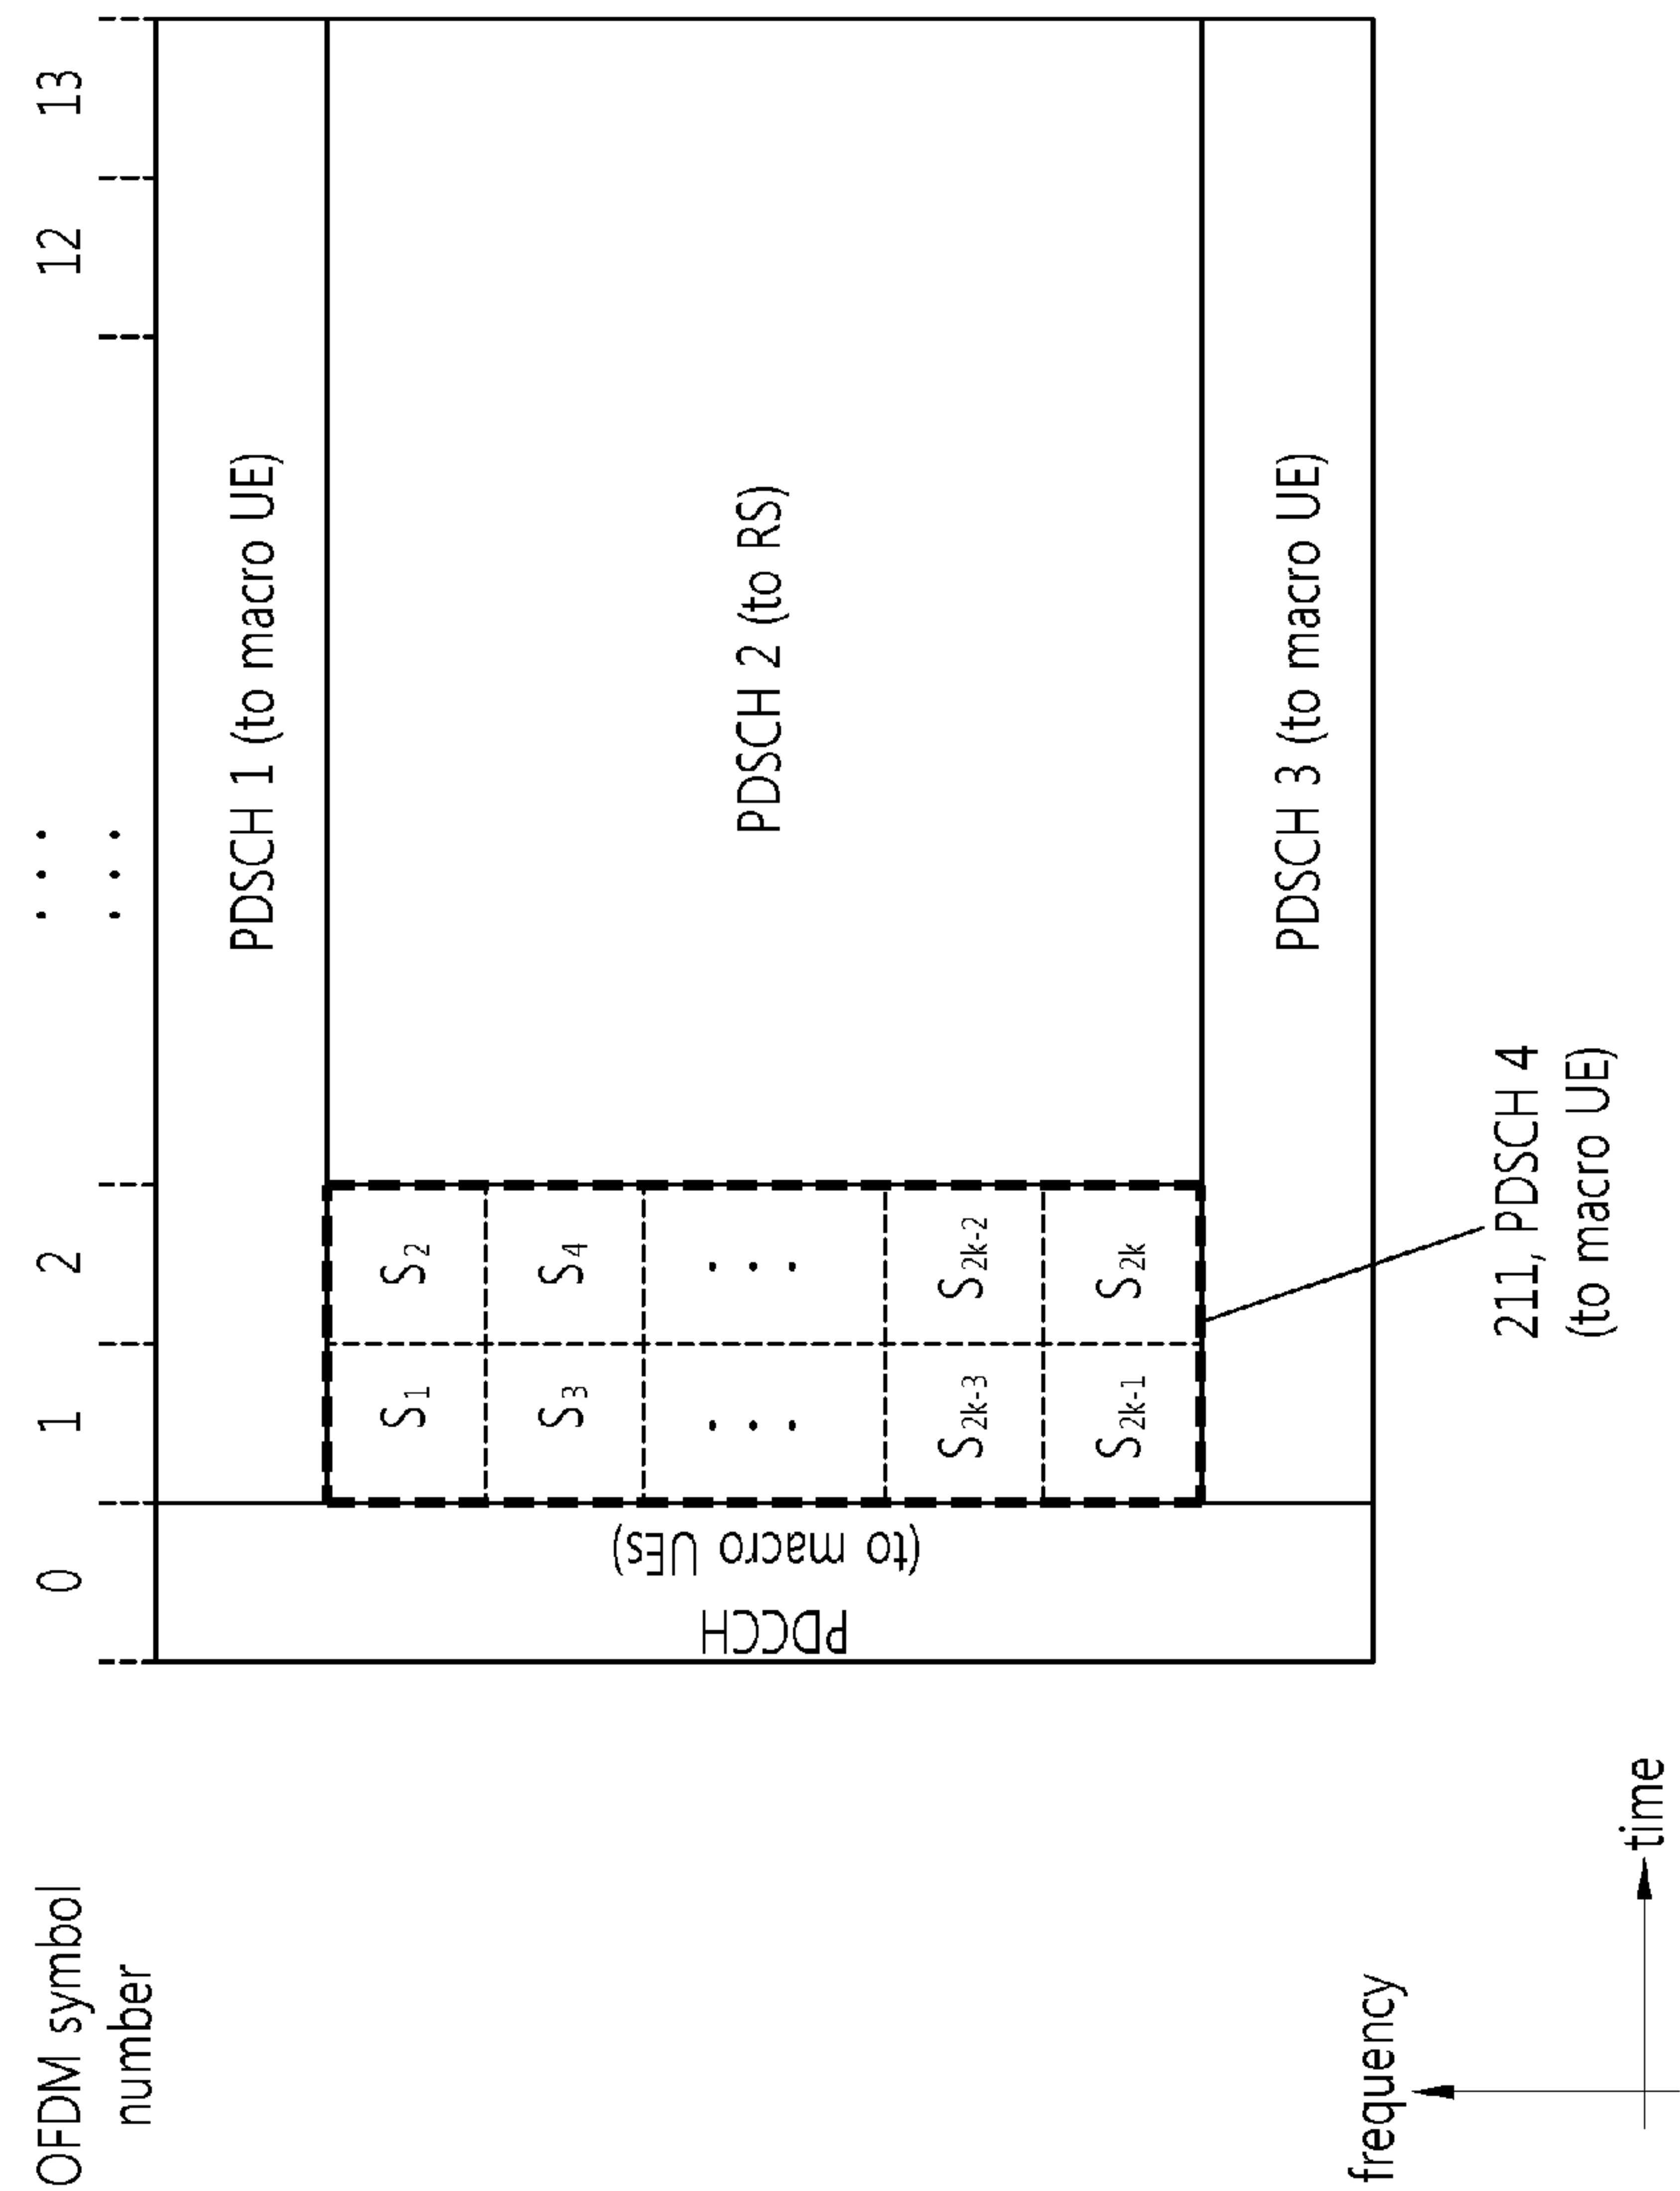 OFDM symbol
number
0 1 2 ... 12 13
...
PDSCH 1 (to macro UE)
PDCCH
(to macro UEs)
S1 S2
S3 S4
... ...
S2k-3 S2k-2
S2k-1 S2k
PDSCH 2 (to RS)
PDSCH 3 (to macro UE)
211, PDSCH 4
(to macro UE)
frequency
time